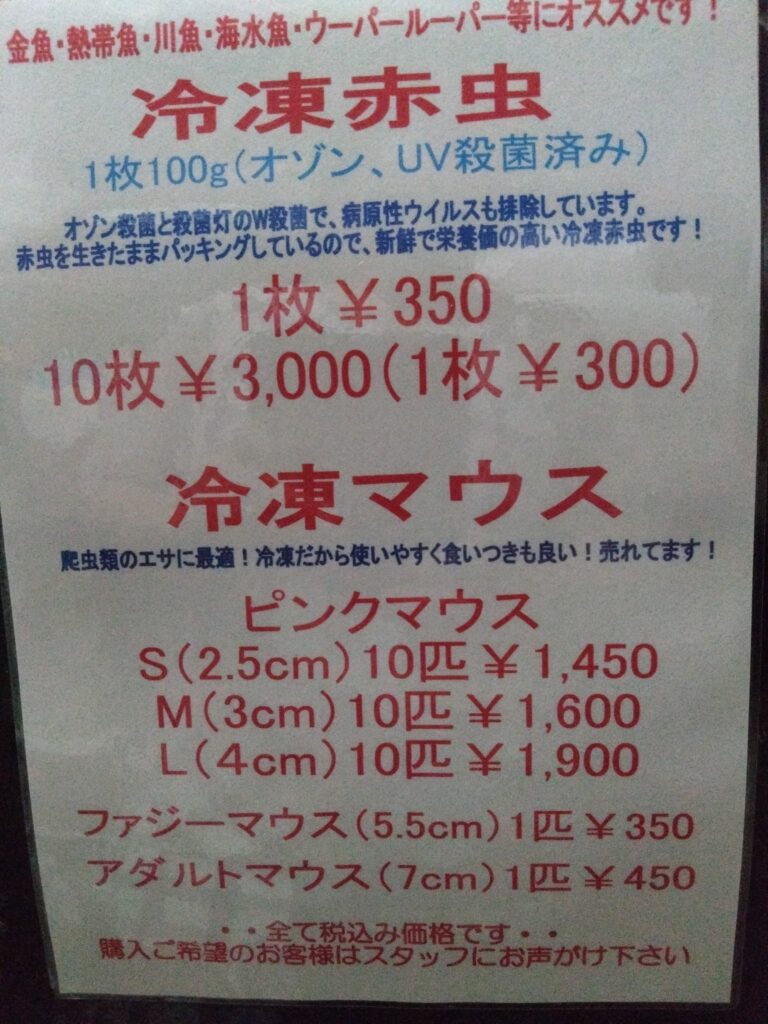 金魚・熱帯魚・川魚・海水魚・ウーパールーパー等にオススメです！
冷凍赤虫
1枚100g(オゾン、UV殺菌済み)
オゾン殺菌と殺菌灯のW殺菌で、病原性ウイルスも排除しています。
赤虫を生きたままパッキングしているので、新鮮で栄養価の高い冷凍赤虫です！
1枚￥350
10枚￥3,000(1枚￥300)
冷凍マウス
爬虫類のエサに最適！冷凍だから使いやすく食いつきも良い！売れてます！
ピンクマウス
S(2.5cm)10匹￥1,450
M(3cm)10匹￥1,600
L(4cm)10匹￥1,900
ファジーマウス(5.5cm)1匹￥350
アダルトマウス(7cm)1匹￥450
・・全て税込み価格です・・
購入ご希望のお客様はスタッフにお声がけ下さい